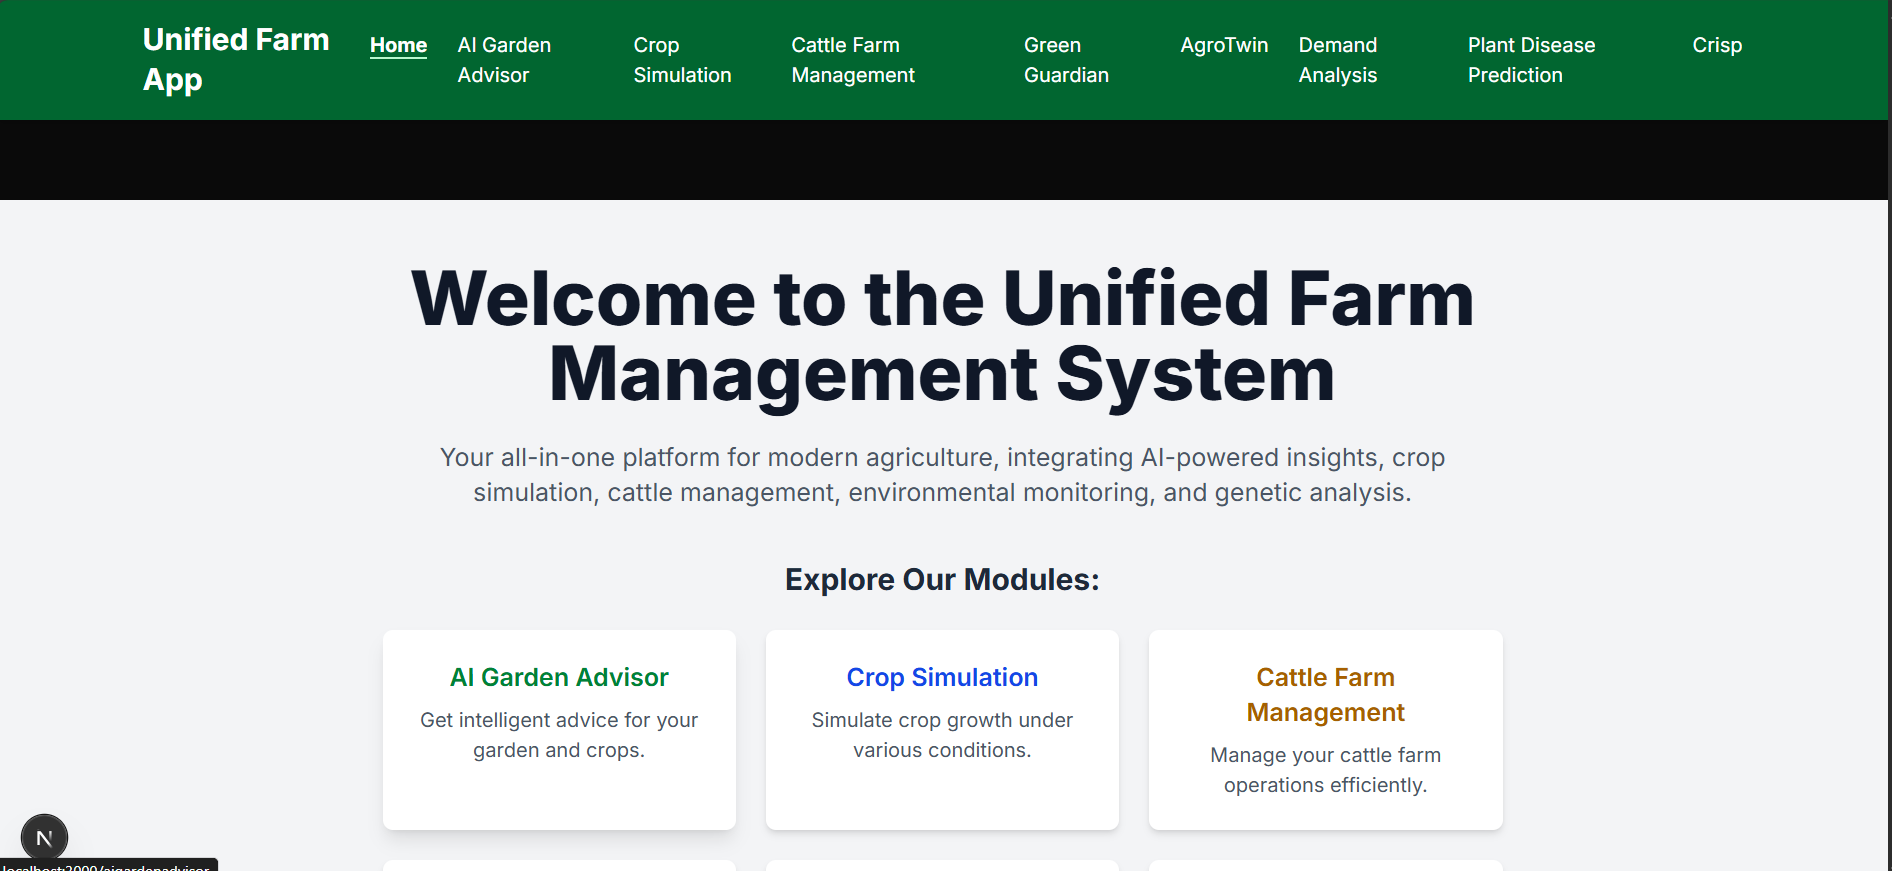 Unified Farm
App
Home
AI Garden
Advisor
Crop
Simulation
Cattle Farm
Management
Green
Guardian
AgroTwin
Demand
Analysis
Plant Disease
Prediction
Crisp
Welcome to the Unified Farm
Management System
Your all-in-one platform for modern agriculture, integrating AI-powered insights, crop
simulation, cattle management, environmental monitoring, and genetic analysis.
Explore Our Modules:
AI Garden Advisor
Get intelligent advice for your
garden and crops.
Crop Simulation
Simulate crop growth under
various conditions.
Cattle Farm
Management
Manage your cattle farm
operations efficiently.
N